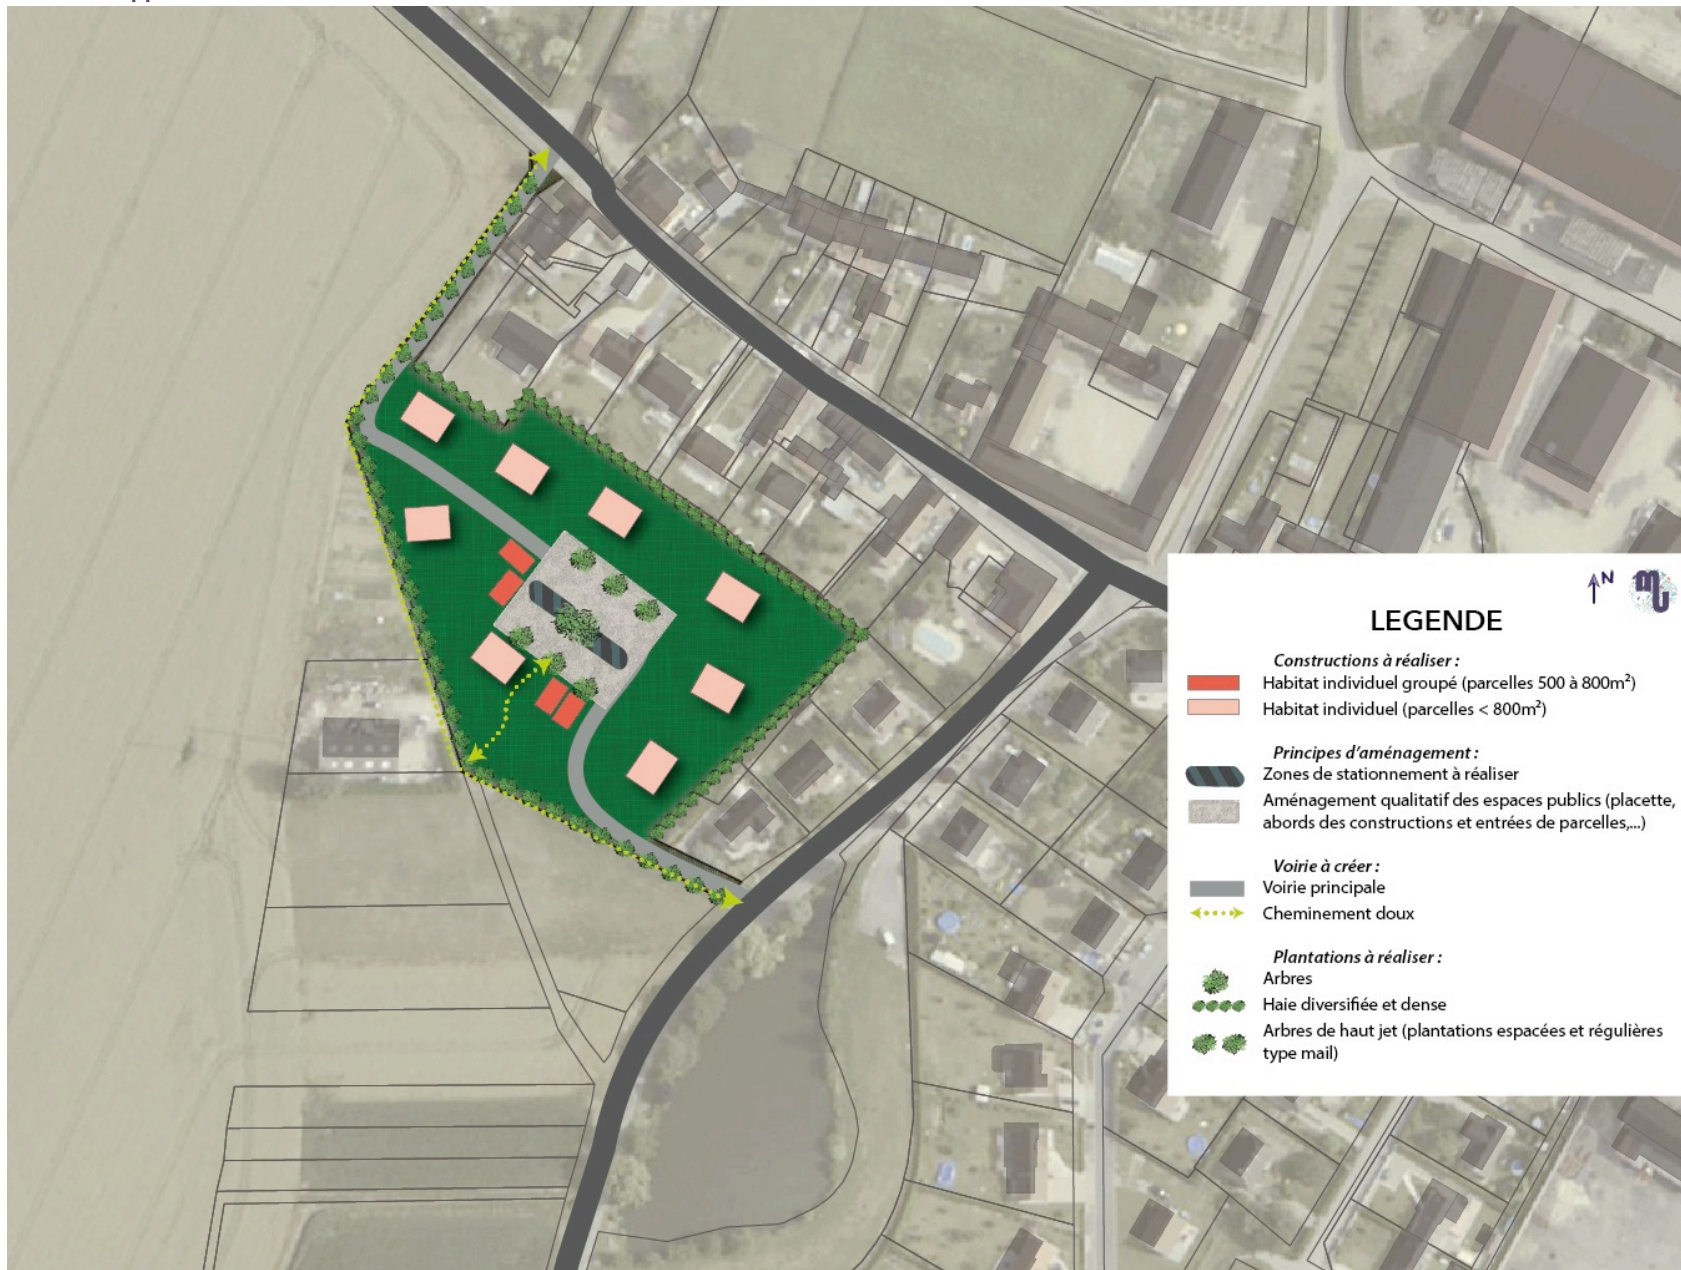 N
LEGENDE
Constructions à réaliser :
Habitat individuel groupé (parcelles 500 à 800m²)
Habitat individuel (parcelles < 800m²)
Principes d'aménagement :
Zones de stationnement à réaliser
Aménagement qualitatif des espaces publics (placette,
abords des constructions et entrées de parcelles,...)
Voirie à créer :
Voirie principale
Cheminement doux
Plantations à réaliser :
Arbres
Haie diversifiée et dense
Arbres de haut jet (plantations espacées et régulières
type mail)